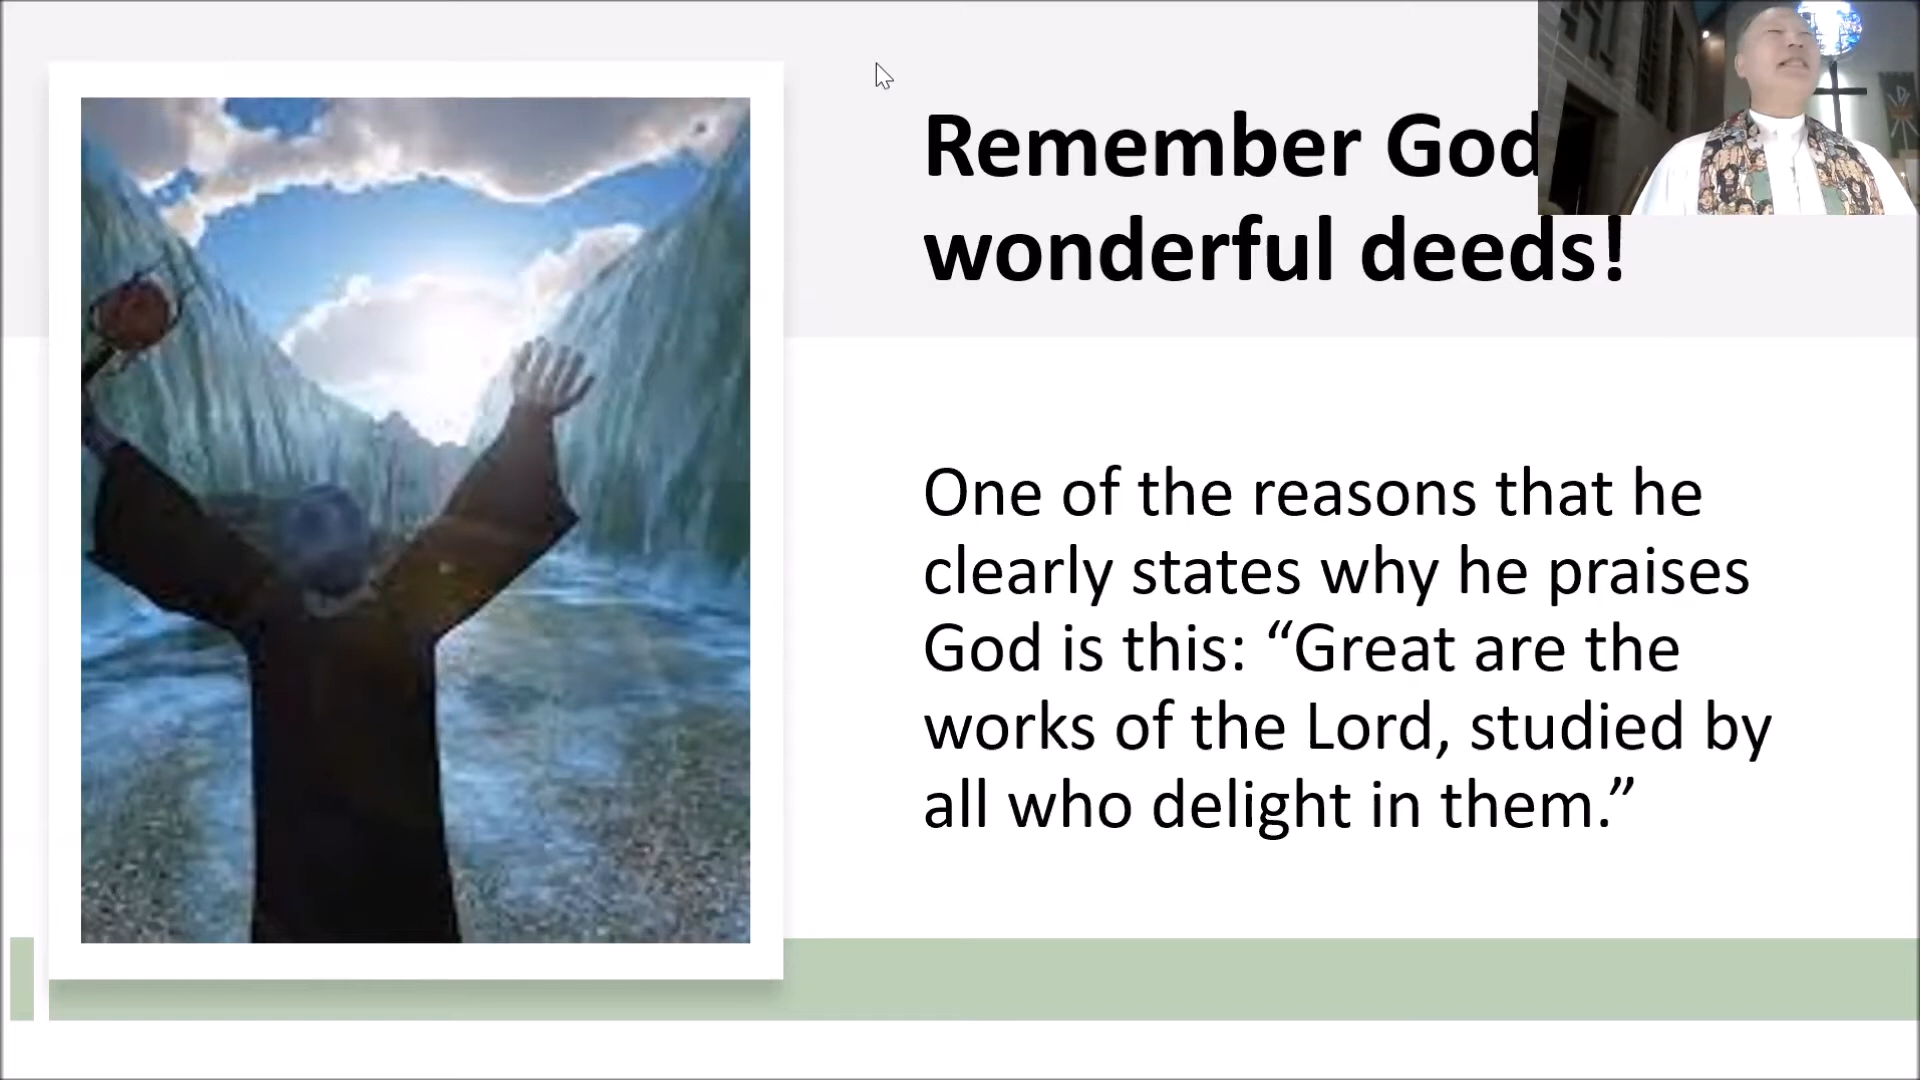 Remember God
wonderful deeds!
One of the reasons that he
clearly states why he praises
God is this: “Great are the
works of the Lord, studied by
all who delight in them.”